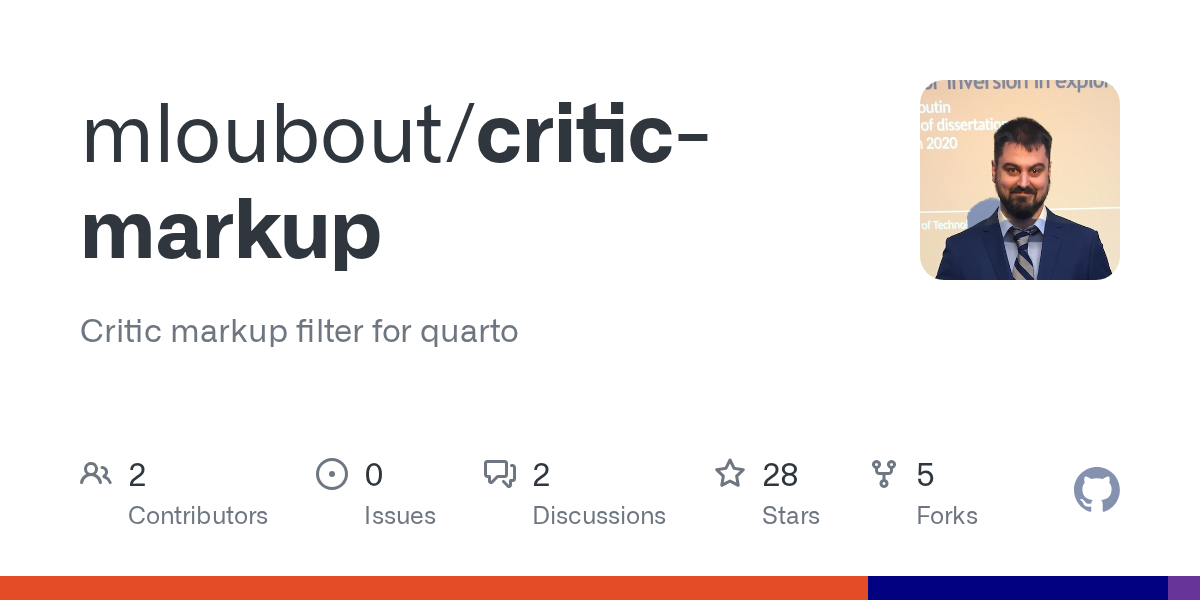 mloubout/critic-
markup
Critic markup filter for quarto
or inversion in explor
outin
of dissertation
2020
of Techno
2
Contributors
0
Issues
2
Discussions
28
Stars
5
Forks